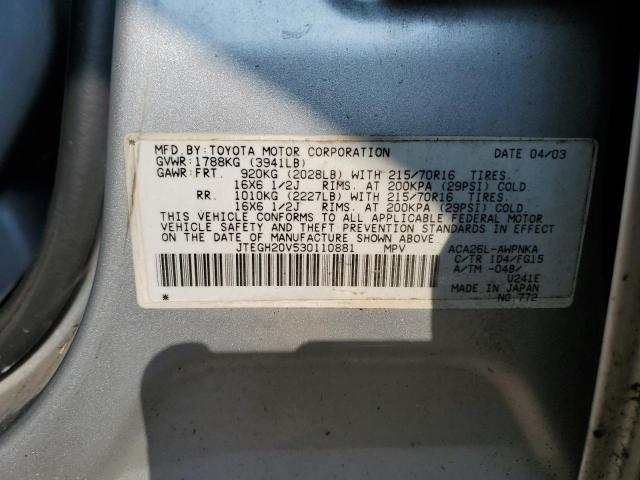 MFD.BY:TOYOTA MOTOR CORPORATION DATE 04/03
GVWR:1788KG (3941LB)
GAWR:FRT. 920KG (2028LB) WITH 215/70R16 TIRES.
16X6 1/2J RIMS. AT 200KPA (29PSI) COLD.
RR. 1010KG (2227LB) WITH 215/70R16 TIRES.
16X6 1/2J RIMS. AT 200KPA (29PSI) COLD.
THIS VEHICLE CONFORMS TO ALL APPLICABLE FEDERAL MOTOR
VEHICLE SAFETY AND THEFT PREVENTION STANDARDS IN EFFECT
ON THE DATE OF MANUFACTURE SHOWN ABOVE.
JTEGH20V530110881 MPV ACA26L-AWPNKA
C/TR 1D4/FG15
A/TM -04B/
U241E
MADE IN JAPAN
NO 772